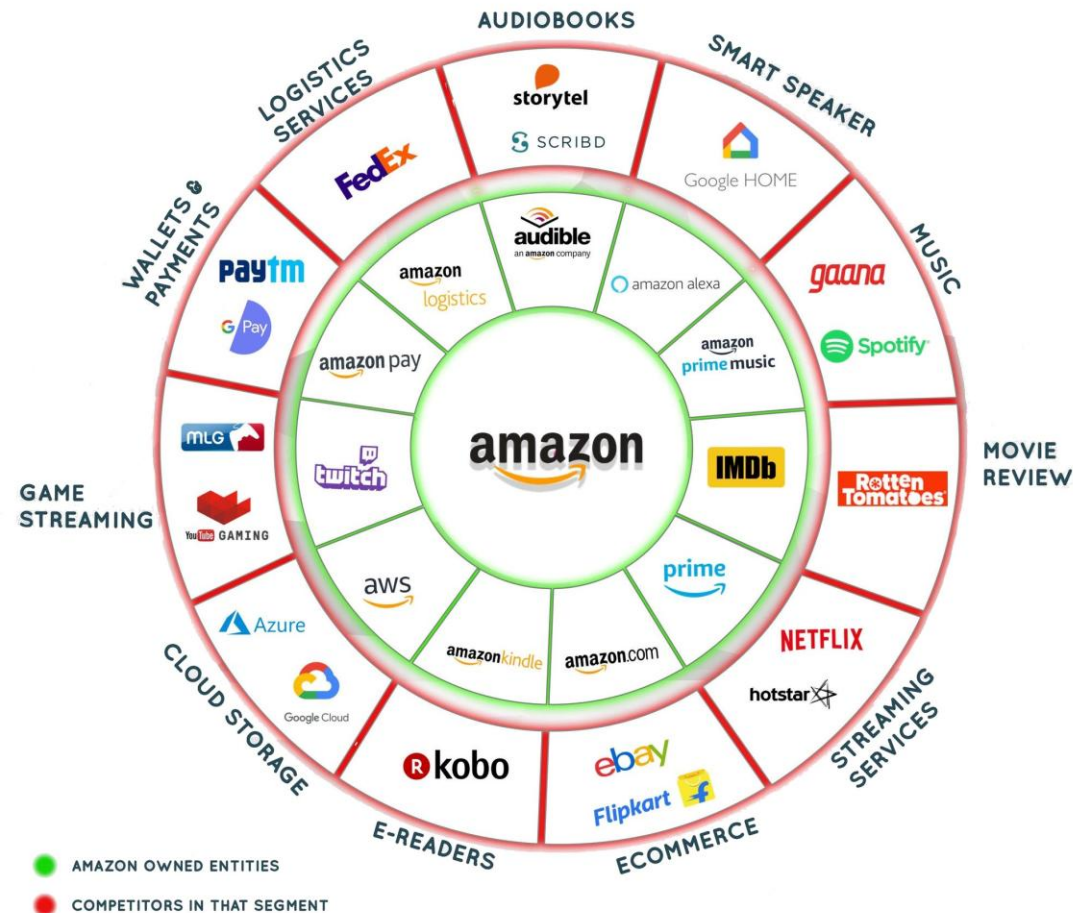 AUDIOBOOKS
storytel
SCRIBD
audible
an amazon company
SMART SPEAKER
Google HOME
amazon alexa
MUSIC
gaana
Spotify
amazon
prime music
MOVIE
REVIEW
Rotten
Tomatoes
IMDb
STREAMING
SERVICES
NETFLIX
hotstar
prime
ECOMMERCE
ebay
Flipkart
amazon.com
E-READERS
R kobo
amazonkindle
CLOUD STORAGE
Azure
Google Cloud
aws
GAME
STREAMING
MLG
You Tube GAMING
twitch
WALLETS &
PAYMENTS
paytm
G Pay
amazon pay
LOGISTICS
SERVICES
FedEx
amazon
logistics
amazon
AMAZON OWNED ENTITIES
COMPETITORS IN THAT SEGMENT